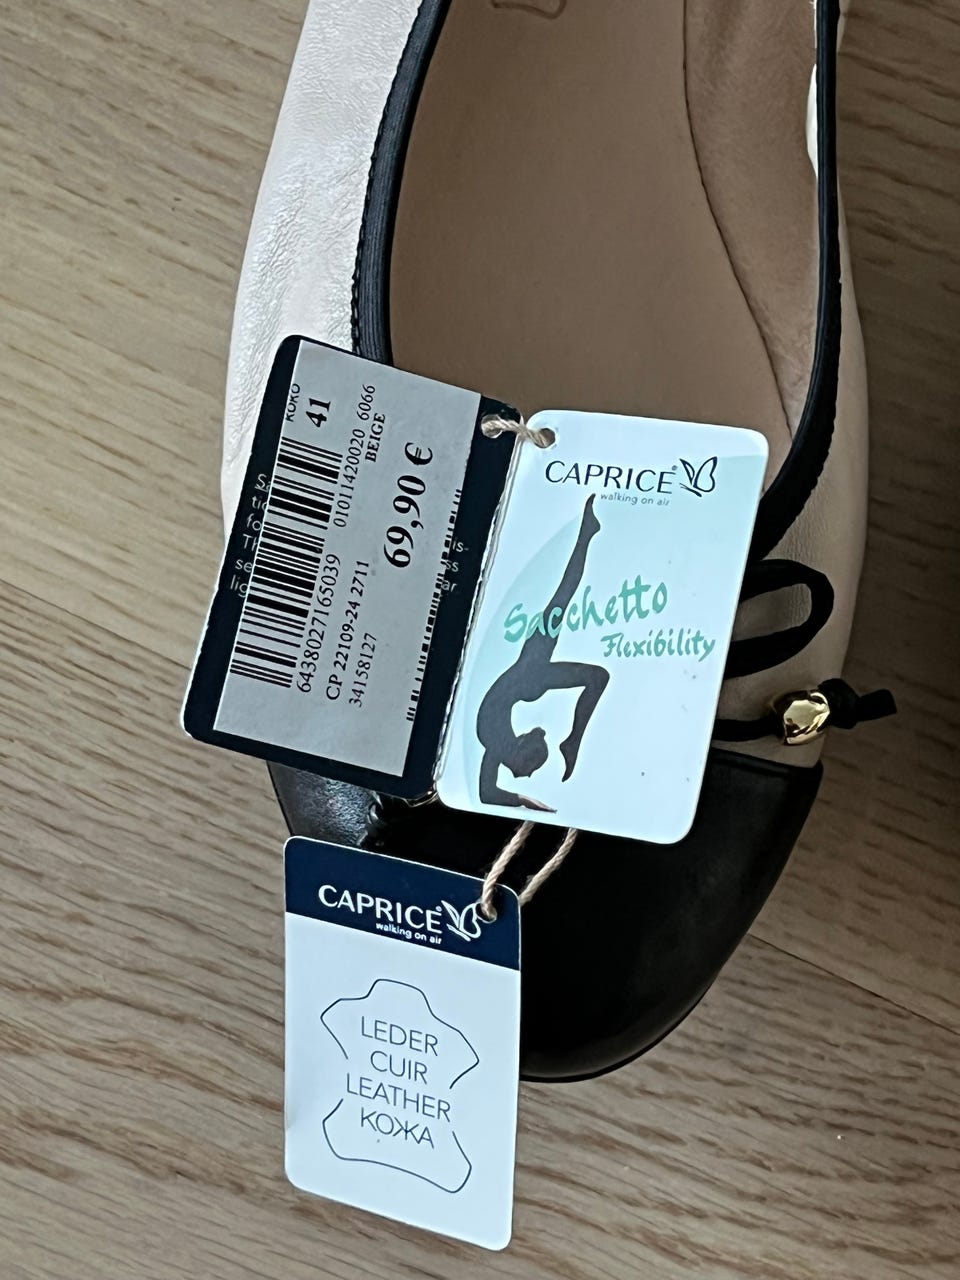 KOKO
41
6438027165039
01011420020 6066
CP 22109-24 2711
BEIGE
34158127
69,90 €
CAPRICE®
walking on air
Sacchetto
Flexibility
CAPRICE®
walking on air
LEDER
CUIR
LEATHER
КОЖА